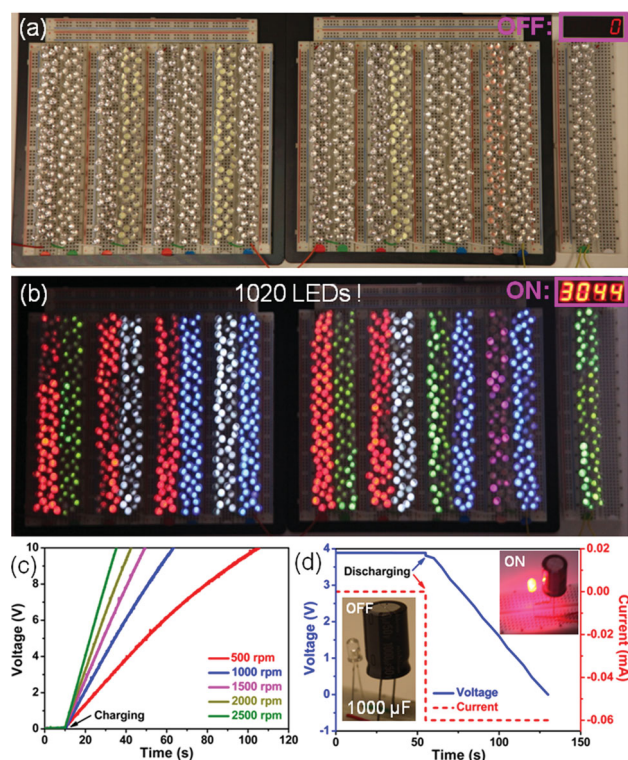 (a)
OFF: 0
(b)
1020 LEDs !
ON: 3044
(c)
10
8
6
4
2
0
Voltage (V)
500 rpm
1000 rpm
1500 rpm
2000 rpm
2500 rpm
Charging
0 20 40 60 80 100 120
Time (s)
(d)
4
3
2
1
0
-1
Voltage (V)
Discharging
ON
OFF
1000 µF
Voltage
Current
0.02
0.00
-0.02
-0.04
-0.06
Current (mA)
0 50 100 150
Time (s)